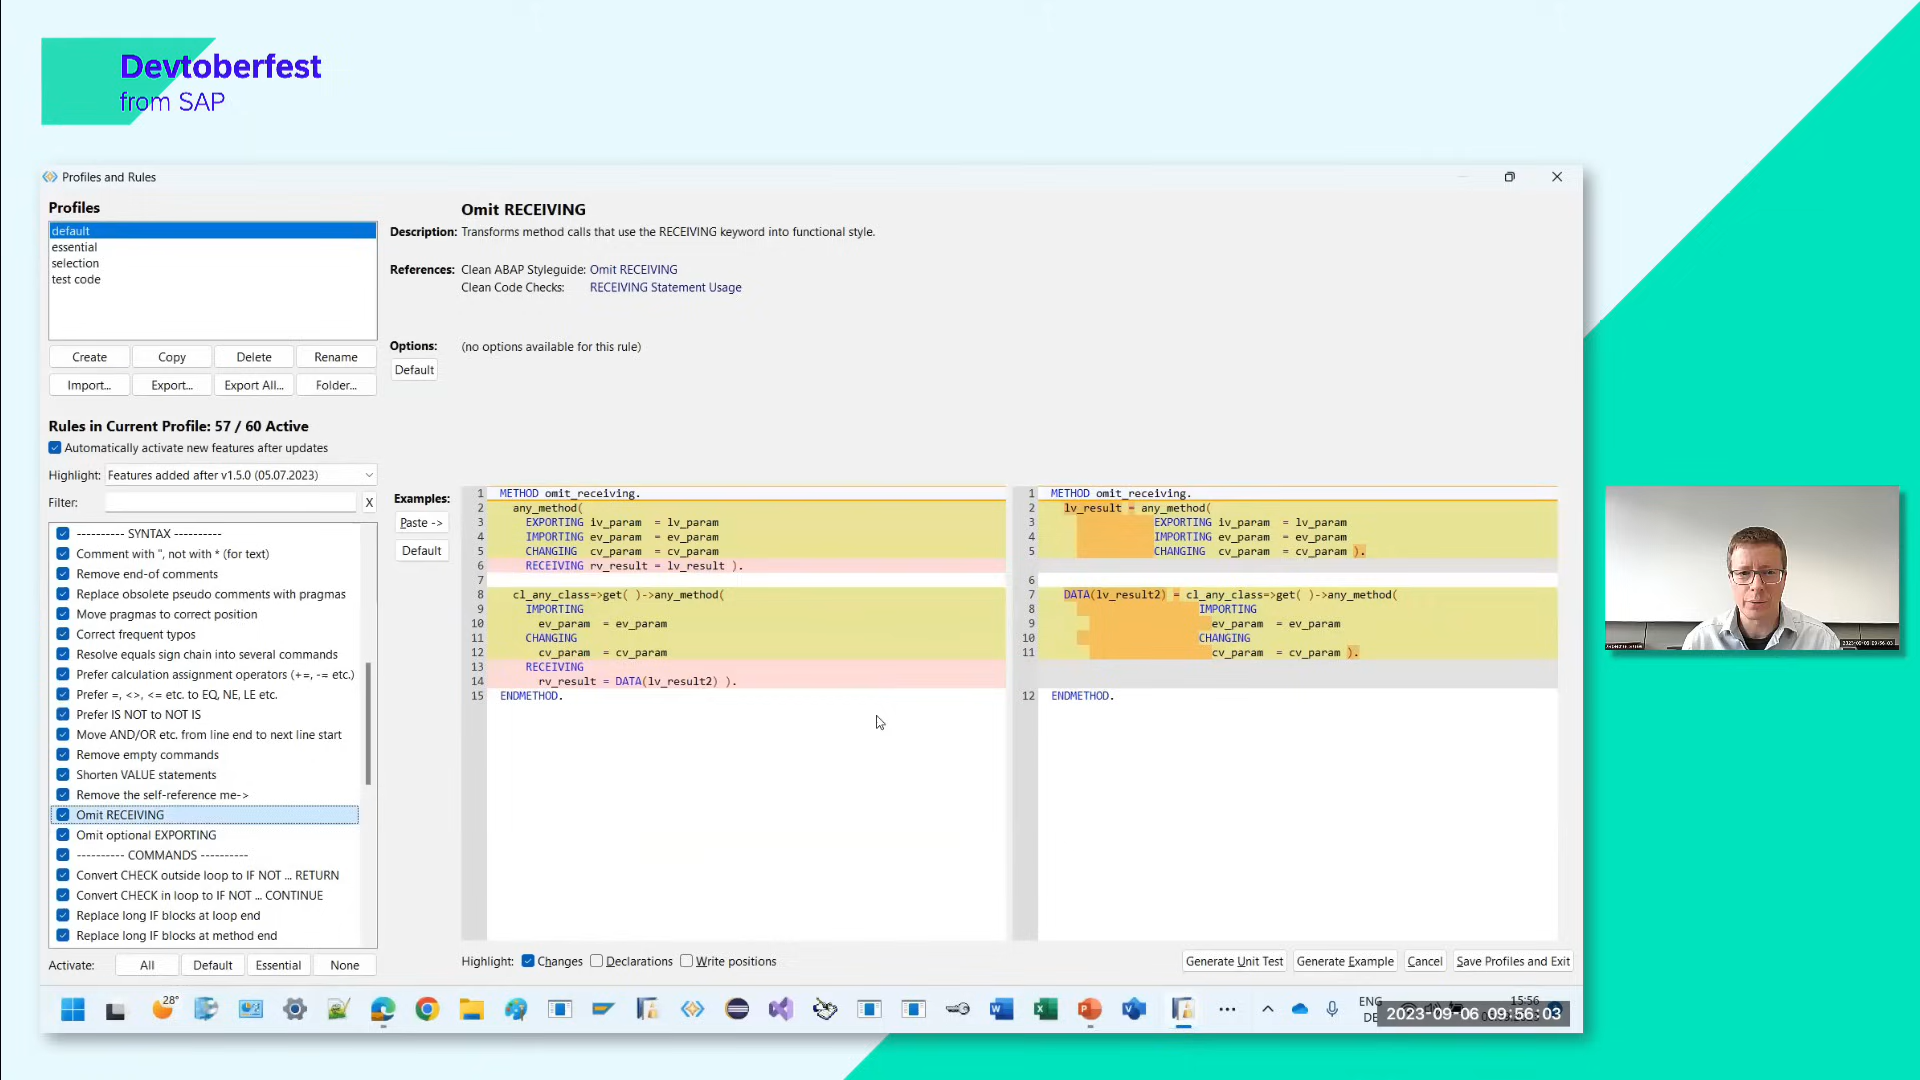 Devtoberfest
from SAP
Profiles and Rules
Profiles
default
essential
selection
test code
Create Copy Delete Rename
Import... Export... Export All... Folder...
Rules in Current Profile: 57 / 60 Active
Automatically activate new features after updates
Highlight: Features added after v1.5.0 (05.07.2023)
Filter: X
---------- SYNTAX ----------
Comment with ", not with * (for text)
Remove end-of comments
Replace obsolete pseudo comments with pragmas
Move pragmas to correct position
Correct frequent typos
Resolve equals sign chain into several commands
Prefer calculation assignment operators (+=, -= etc.)
Prefer =, <>, <= etc. to EQ, NE, LE etc.
Prefer IS NOT to NOT IS
Move AND/OR etc. from line end to next line start
Remove empty commands
Shorten VALUE statements
Remove the self-reference me->
Omit RECEIVING
Omit optional EXPORTING
---------- COMMANDS ----------
Convert CHECK outside loop to IF NOT ... RETURN
Convert CHECK in loop to IF NOT ... CONTINUE
Replace long IF blocks at loop end
Replace long IF blocks at method end
Activate: All Default Essential None
Omit RECEIVING
Description: Transforms method calls that use the RECEIVING keyword into functional style.
References: Clean ABAP Styleguide: Omit RECEIVING
Clean Code Checks: RECEIVING Statement Usage
Options: (no options available for this rule)
Default
Examples:
Paste ->
Default
1 METHOD omit_receiving.
2 any_method(
3 EXPORTING iv_param = lv_param
4 IMPORTING ev_param = ev_param
5 CHANGING cv_param = cv_param
6 RECEIVING rv_result = lv_result ).
7
8 cl_any_class=>get( )->any_method(
9 IMPORTING
10 ev_param = ev_param
11 CHANGING
12 cv_param = cv_param
13 RECEIVING
14 rv_result = DATA(lv_result2) ).
15 ENDMETHOD.
1 METHOD omit_receiving.
2 lv_result = any_method(
3 EXPORTING iv_param = lv_param
4 IMPORTING ev_param = ev_param
5 CHANGING cv_param = cv_param ).
6
7 DATA(lv_result2) = cl_any_class=>get( )->any_method(
8 IMPORTING
9 ev_param = ev_param
10 CHANGING
11 cv_param = cv_param ).
12 ENDMETHOD.
Highlight: Changes Declarations Write positions
Generate Unit Test Generate Example Cancel Save Profiles and Exit
28°
ENG
DE
15:56
2023-09-06 09:56:03